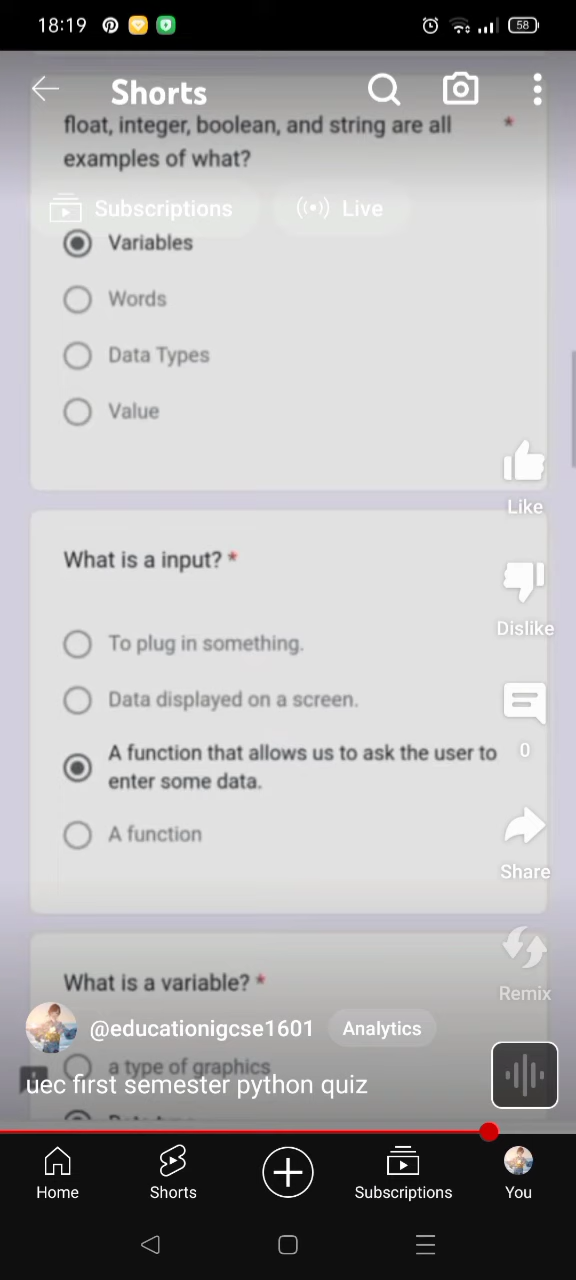 18:19
58
Shorts
float, integer, boolean, and string are all *
examples of what?
Subscriptions
Live
Variables
Words
Data Types
Value
Like
What is a input? *
To plug in something.
Dislike
Data displayed on a screen.
A function that allows us to ask the user to
enter some data.
0
A function
Share
What is a variable? *
Remix
@educationigcse1601
Analytics
a type of graphics
uec first semester python quiz
Home
Shorts
Subscriptions
You